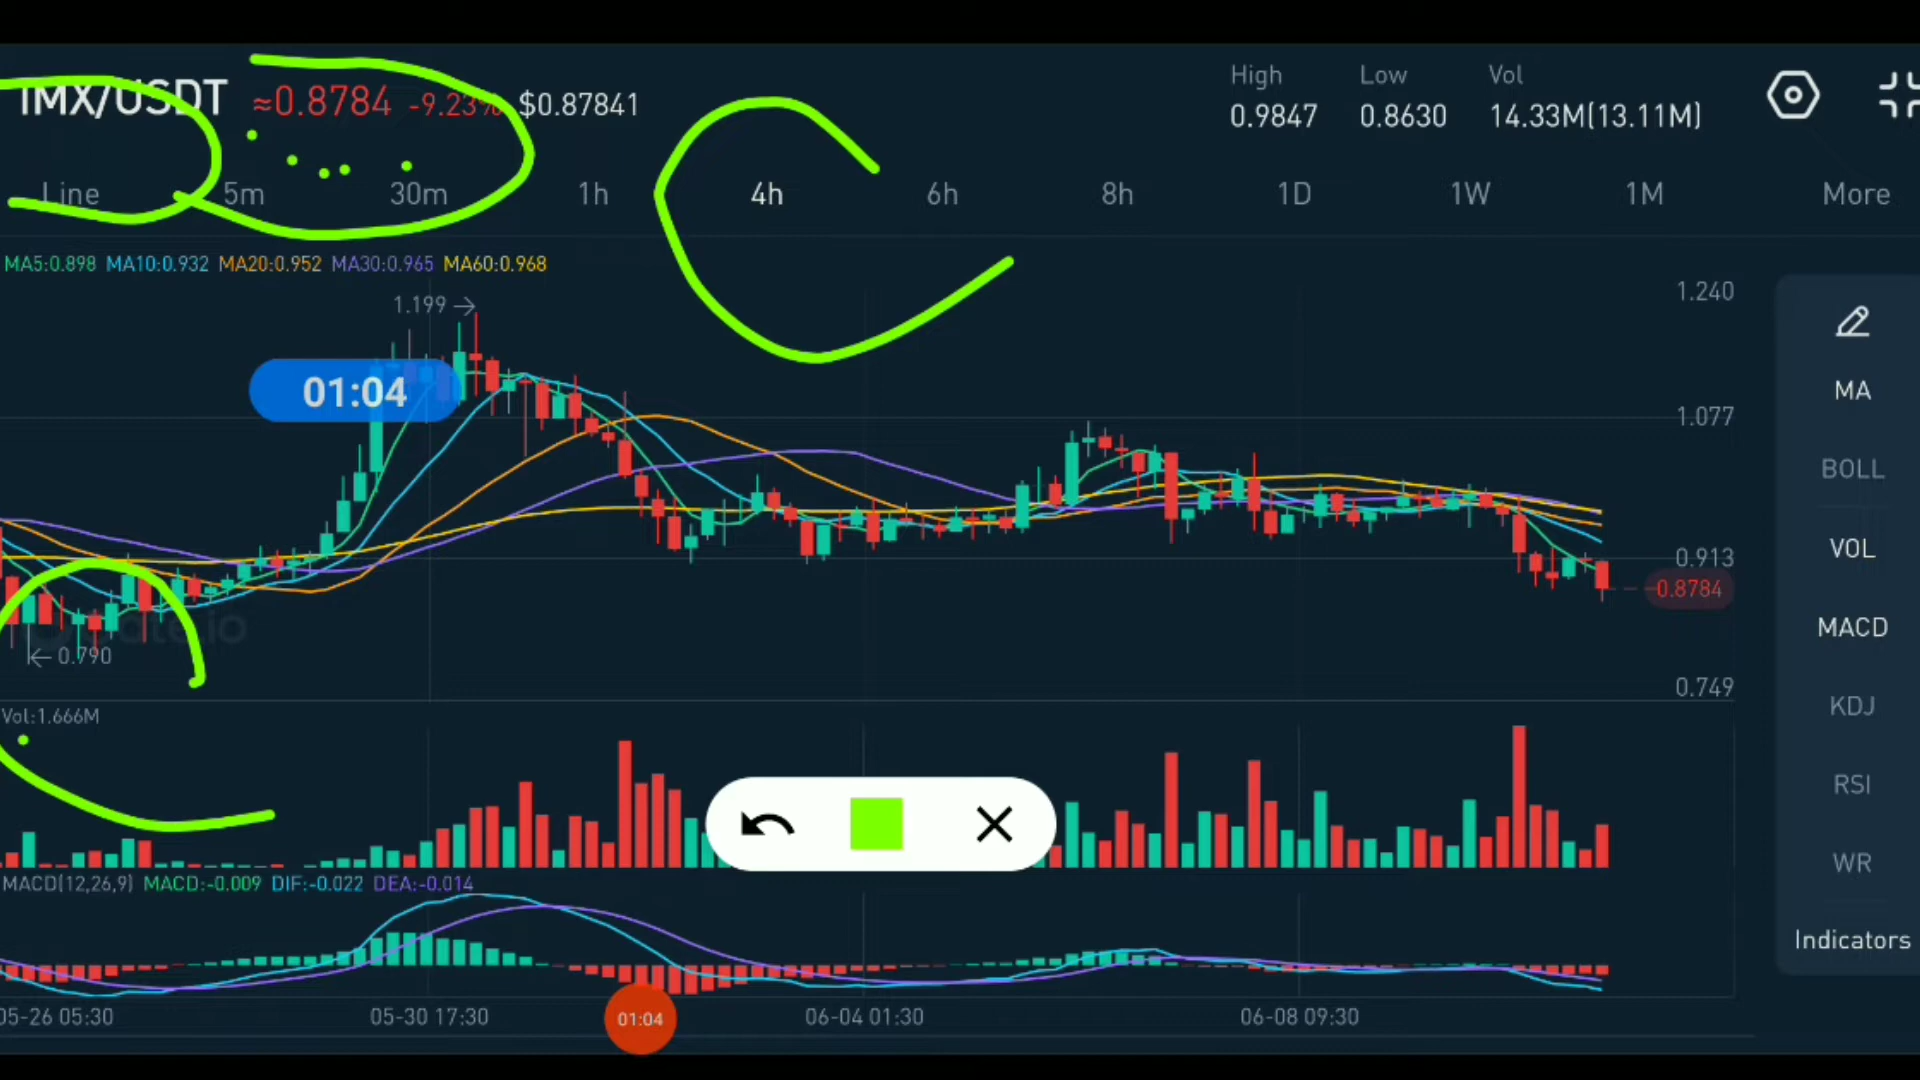 IMX/USDT ≈0.8784 -9.23% $0.87841
High Low Vol
0.9847 0.8630 14.33M(13.11M)
Line 5m 30m 1h 4h 6h 8h 1D 1W 1M More
MA5:0.898 MA10:0.932 MA20:0.952 MA30:0.965 MA60:0.968
1.199
1.240
01:04
MA
1.077
BOLL
VOL
0.913
0.8784
MACD
0.790
0.749
KDJ
Vol:1.666M
RSI
WR
MACD(12,26,9) MACD:-0.009 DIF:-0.022 DEA:-0.014
Indicators
05-26 05:30 05-30 17:30 01:04 06-04 01:30 06-08 09:30